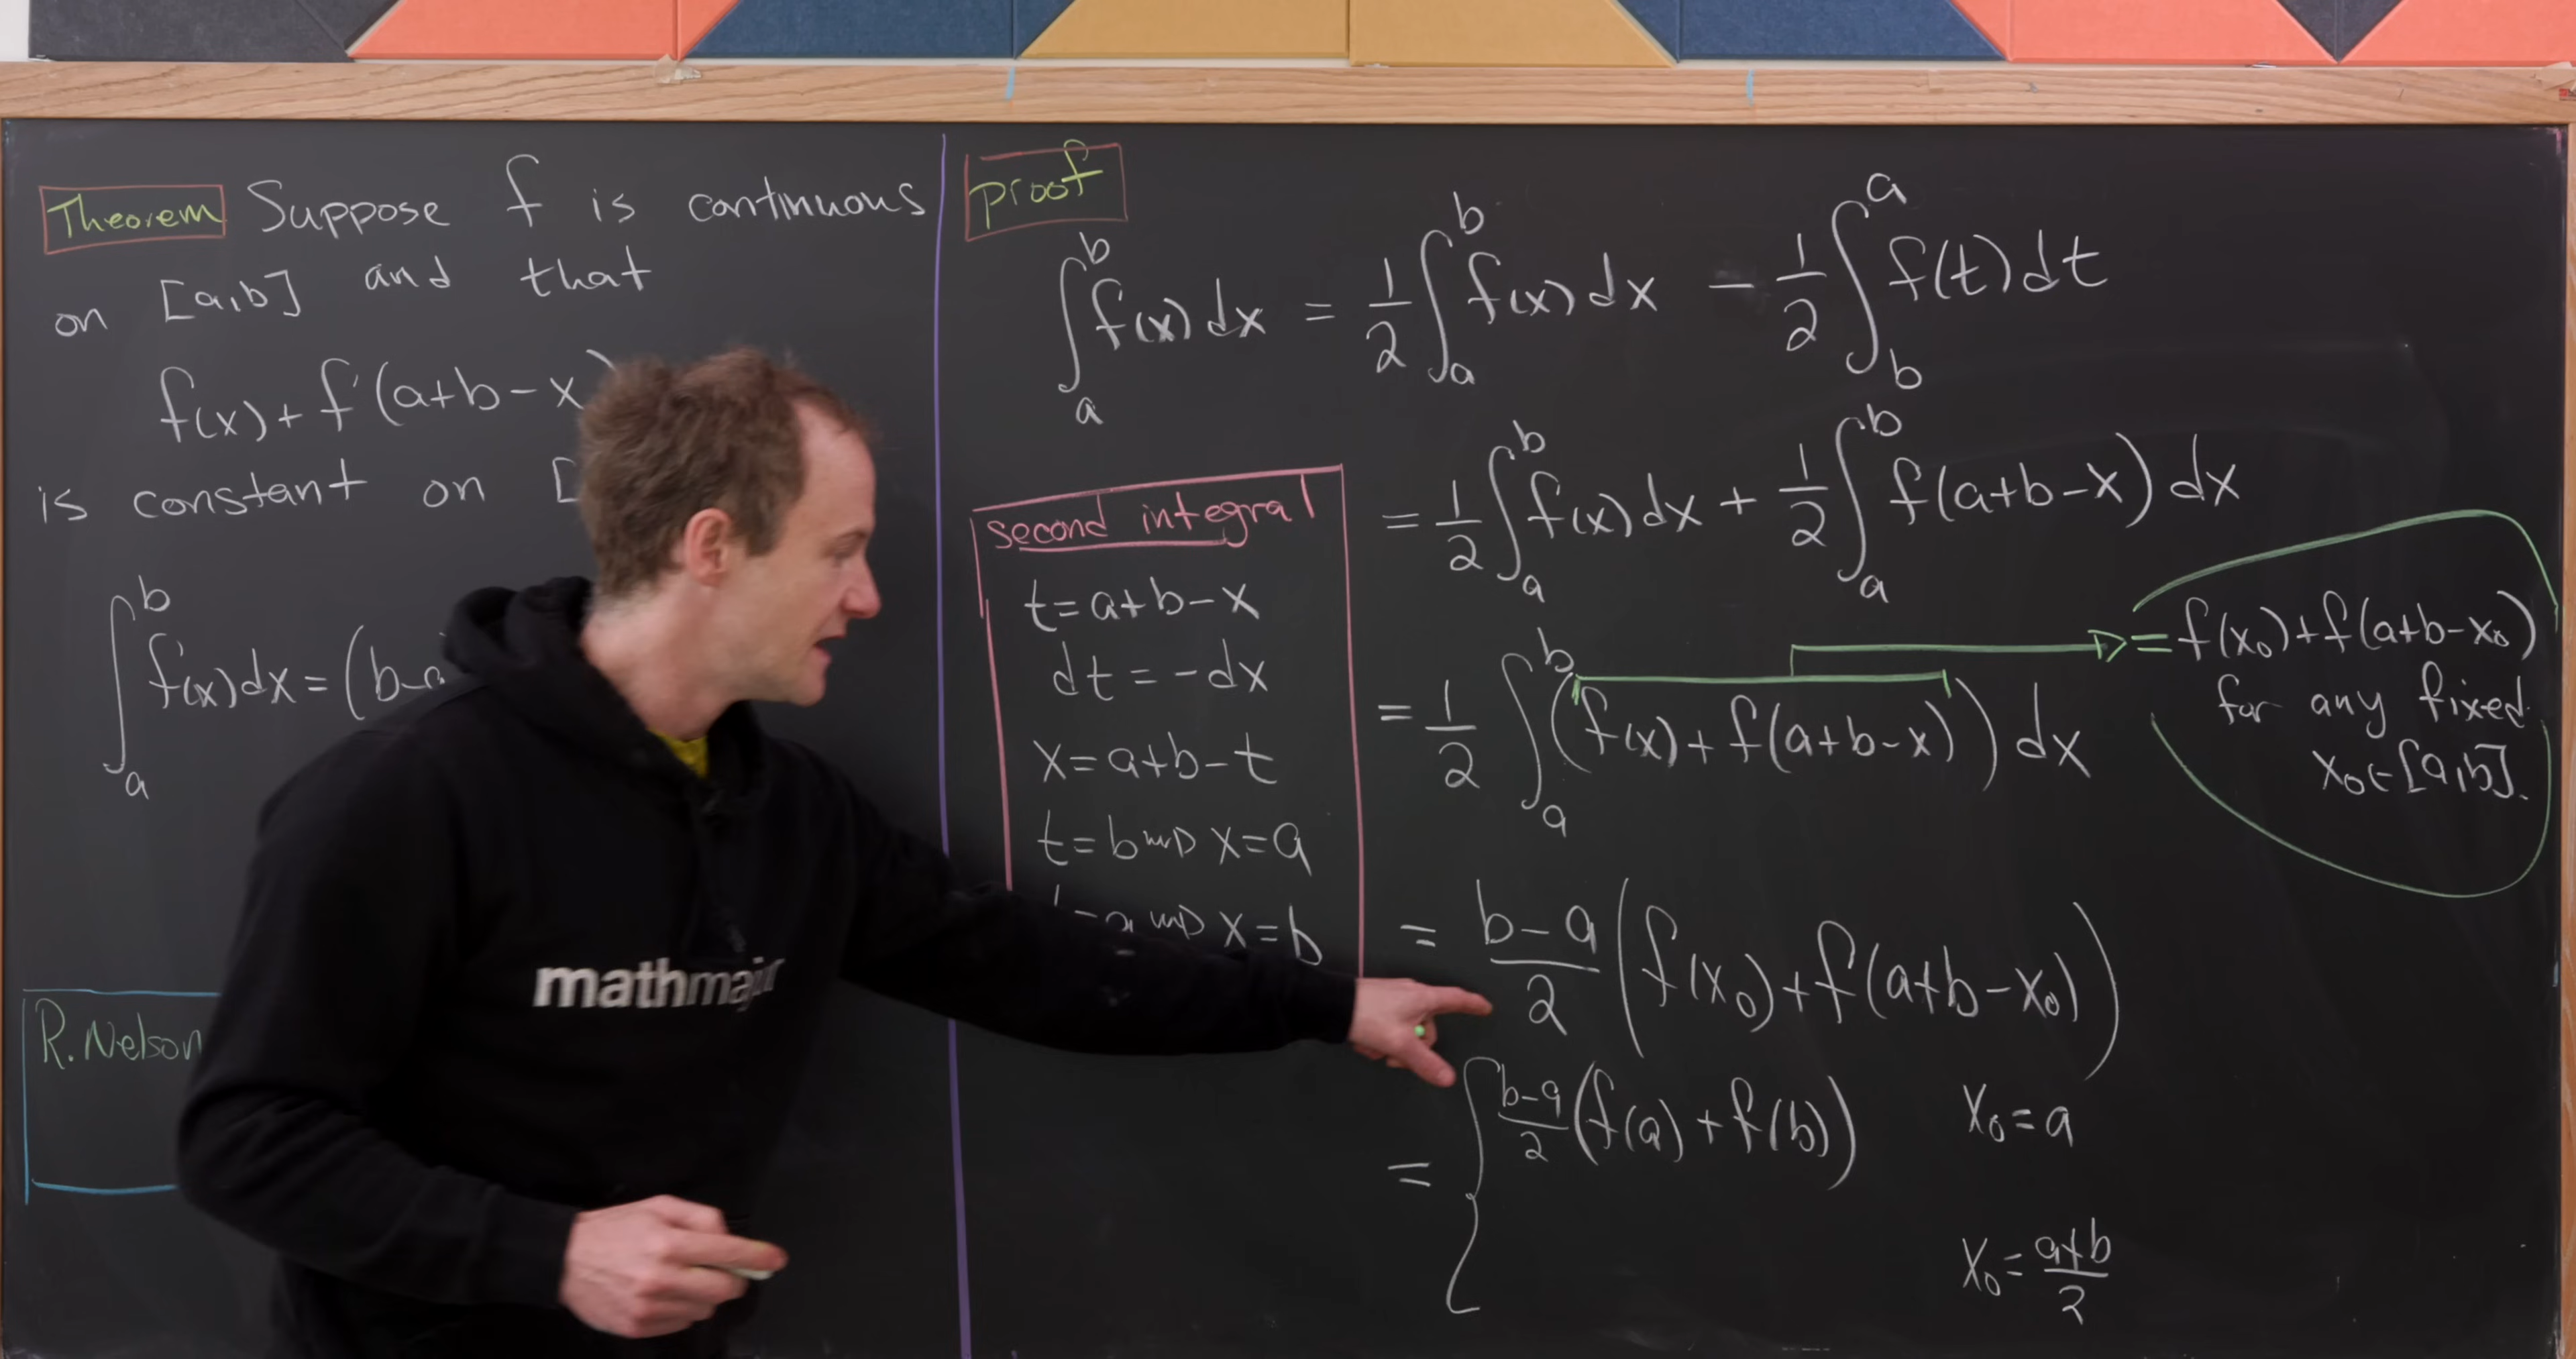 Theorem Suppose f is continuous
on [a,b] and that
f(x)+f(a+b-x)
is constant on [
∫_a^b f(x)dx=(b-a
R.Nelson
Proof
∫_a^b f(x)dx = 1/2 ∫_a^b f(x)dx - 1/2 ∫_b^a f(t)dt
= 1/2 ∫_a^b f(x)dx + 1/2 ∫_a^b f(a+b-x)dx
second integral
t=a+b-x
dt=-dx
x=a+b-t
t=b ⇝ x=a
t=a ⇝ x=b
= 1/2 ∫_a^b (f(x)+f(a+b-x))dx
=f(x₀)+f(a+b-x₀)
for any fixed
x₀∈[a,b].
= b-a/2 (f(x₀)+f(a+b-x₀))
= { b-a/2 (f(a)+f(b)) x₀=a
x₀= a+b/2
mathmajor